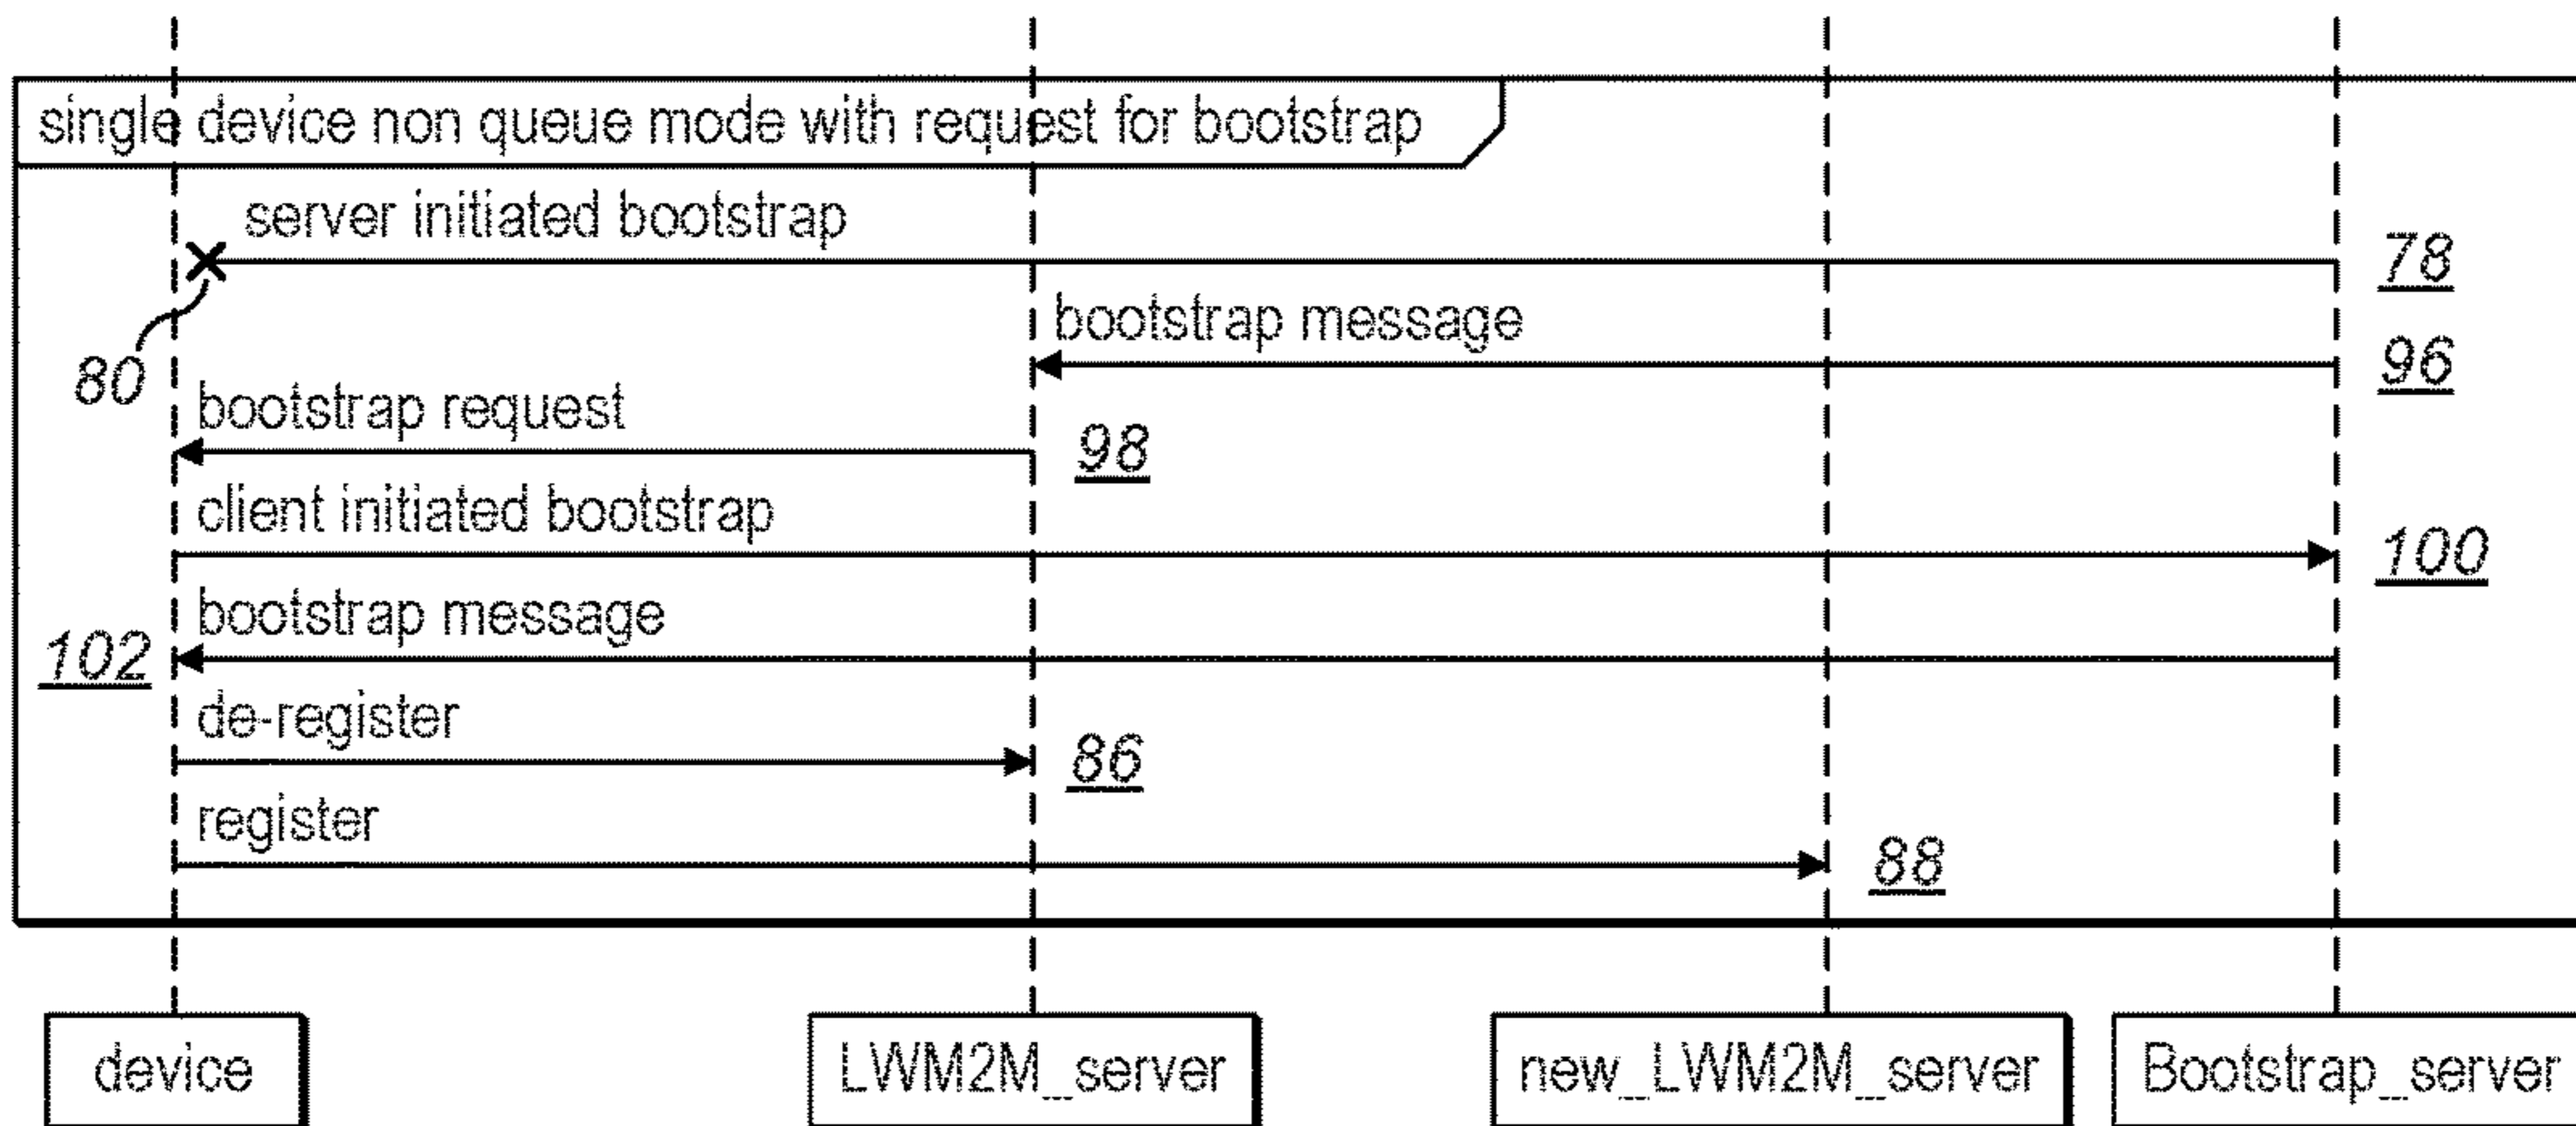 single device non queue mode with request for bootstrap
server initiated bootstrap
78
bootstrap message
80
96
bootstrap request
98
client initiated bootstrap
100
bootstrap message
102
de-register
86
register
88
device
LWM2M_server
new_LWM2M_server
Bootstrap_server